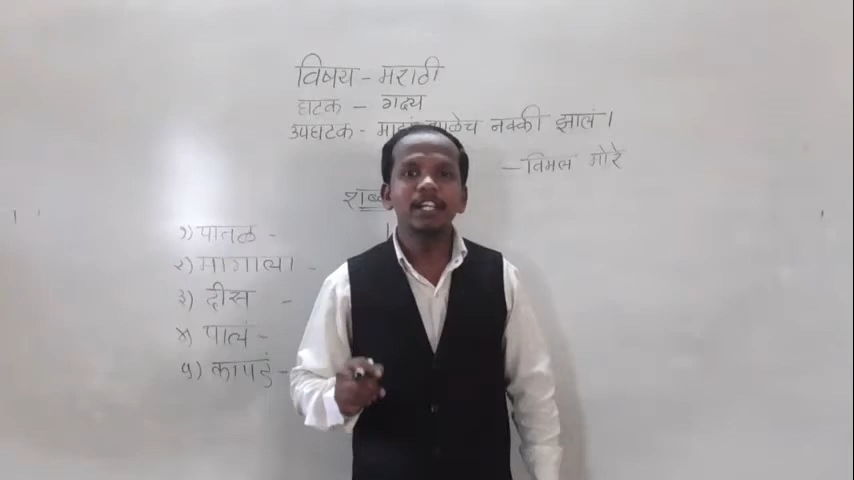 विषय - मराठी
घटक - गद्य
उपघटक - नक्की झालं।
- विमल मोरे
१) पातळ -
२) मागाल्या -
३) दीस -
४) पालं -
५) कापडं -